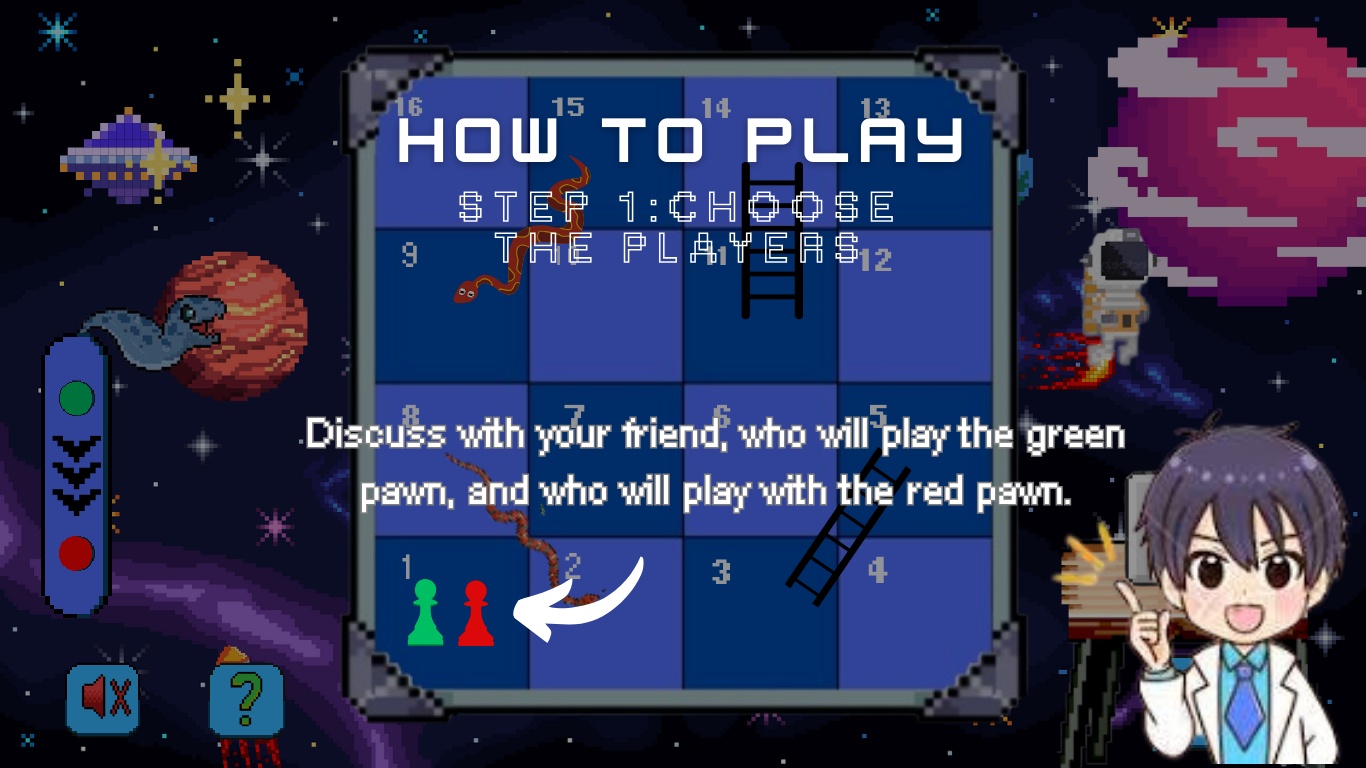 16 15 14 13
HOW TO PLAY
STEP 1:CHOOSE
THE PLAYERS
9 10 11 12
8 7 6 5
Discuss with your friend, who will play the green
pawn, and who will play with the red pawn.
1 2 3 4
?